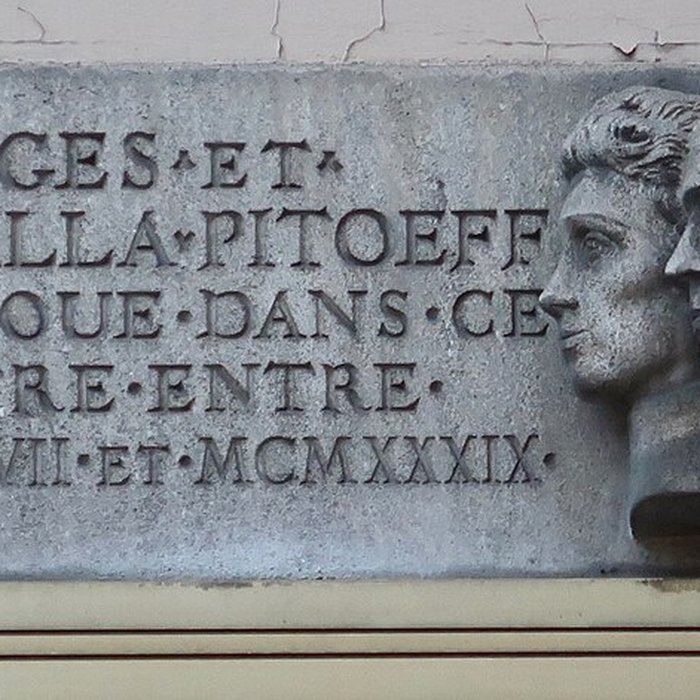 GES·ET·
LLA·PITOEFF
OUE·DANS·CE
RE·ENTRE·
VII·ET·MCMXXXIX·